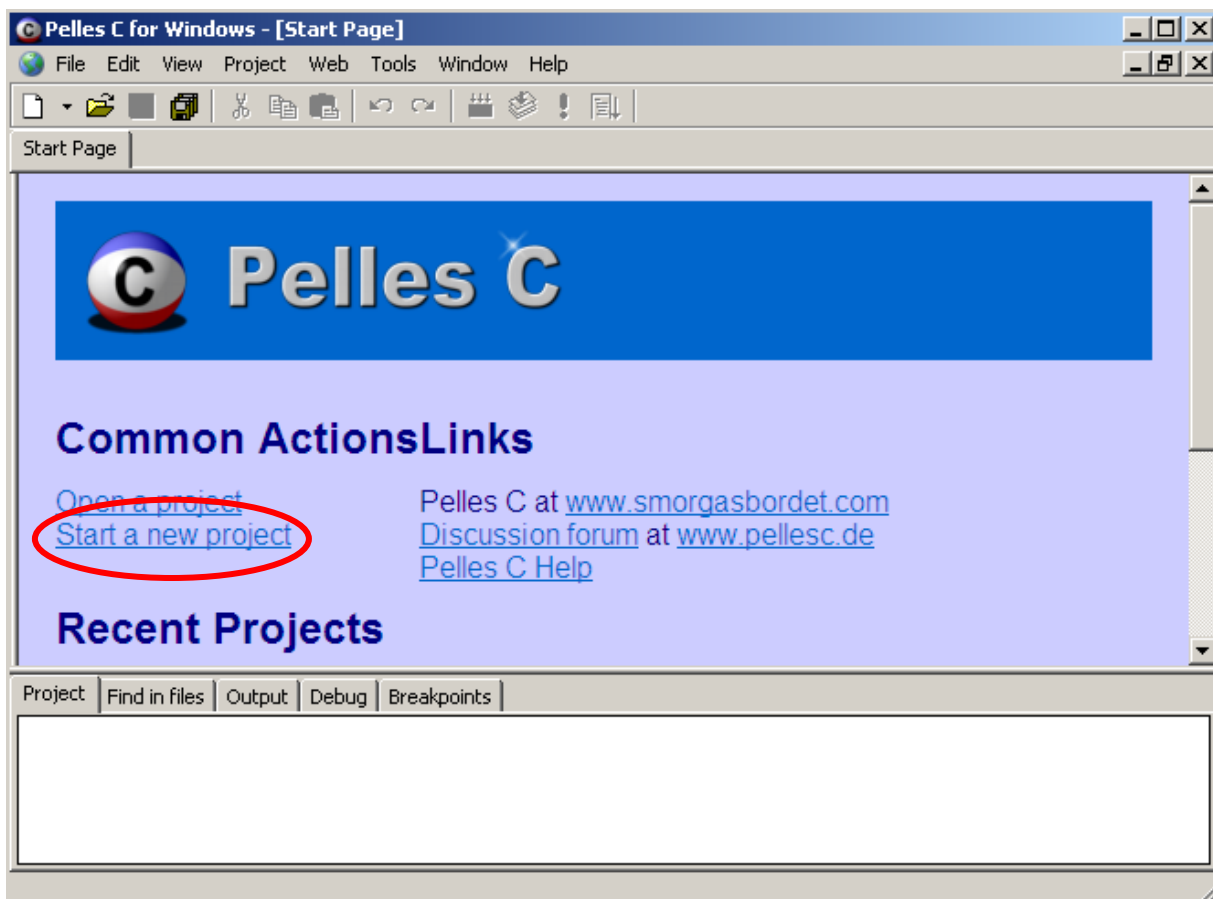 Pelles C for Windows - [Start Page]
File Edit View Project Web Tools Window Help
Start Page
C Pelles C
Common ActionsLinks
Open a project Pelles C at www.smorgasbordet.com
Start a new project Discussion forum at www.pellesc.de
Pelles C Help
Recent Projects
Project Find in files Output Debug Breakpoints